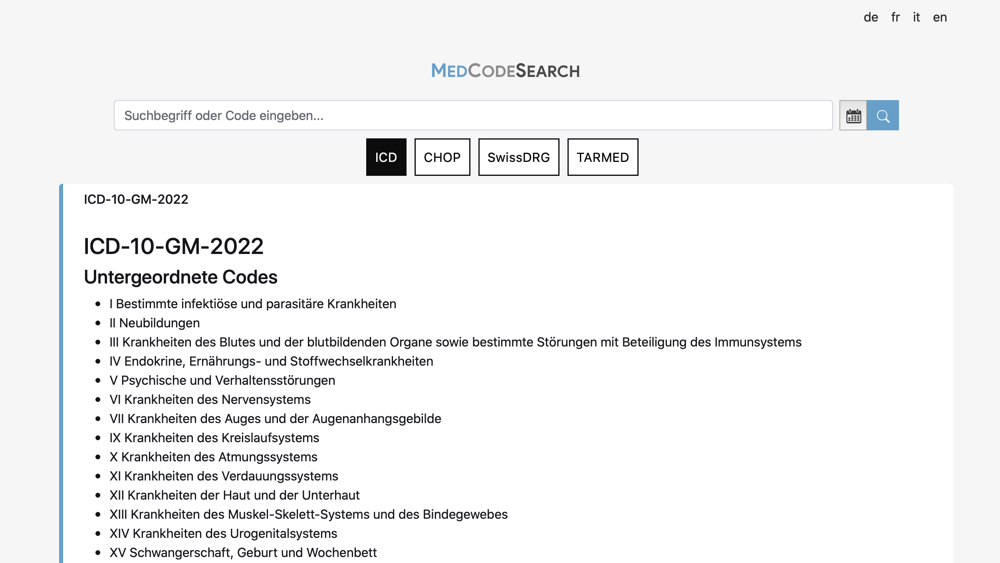 de fr it en
MEDCODESEARCH
Suchbegriff oder Code eingeben...
ICD CHOP SwissDRG TARMED
ICD-10-GM-2022
ICD-10-GM-2022
Untergeordnete Codes
I Bestimmte infektiöse und parasitäre Krankheiten
II Neubildungen
III Krankheiten des Blutes und der blutbildenden Organe sowie bestimmte Störungen mit Beteiligung des Immunsystems
IV Endokrine, Ernährungs- und Stoffwechselkrankheiten
V Psychische und Verhaltensstörungen
VI Krankheiten des Nervensystems
VII Krankheiten des Auges und der Augenanhangsgebilde
IX Krankheiten des Kreislaufsystems
X Krankheiten des Atmungssystems
XI Krankheiten des Verdauungssystems
XII Krankheiten der Haut und der Unterhaut
XIII Krankheiten des Muskel-Skelett-Systems und des Bindegewebes
XIV Krankheiten des Urogenitalsystems
XV Schwangerschaft, Geburt und Wochenbett